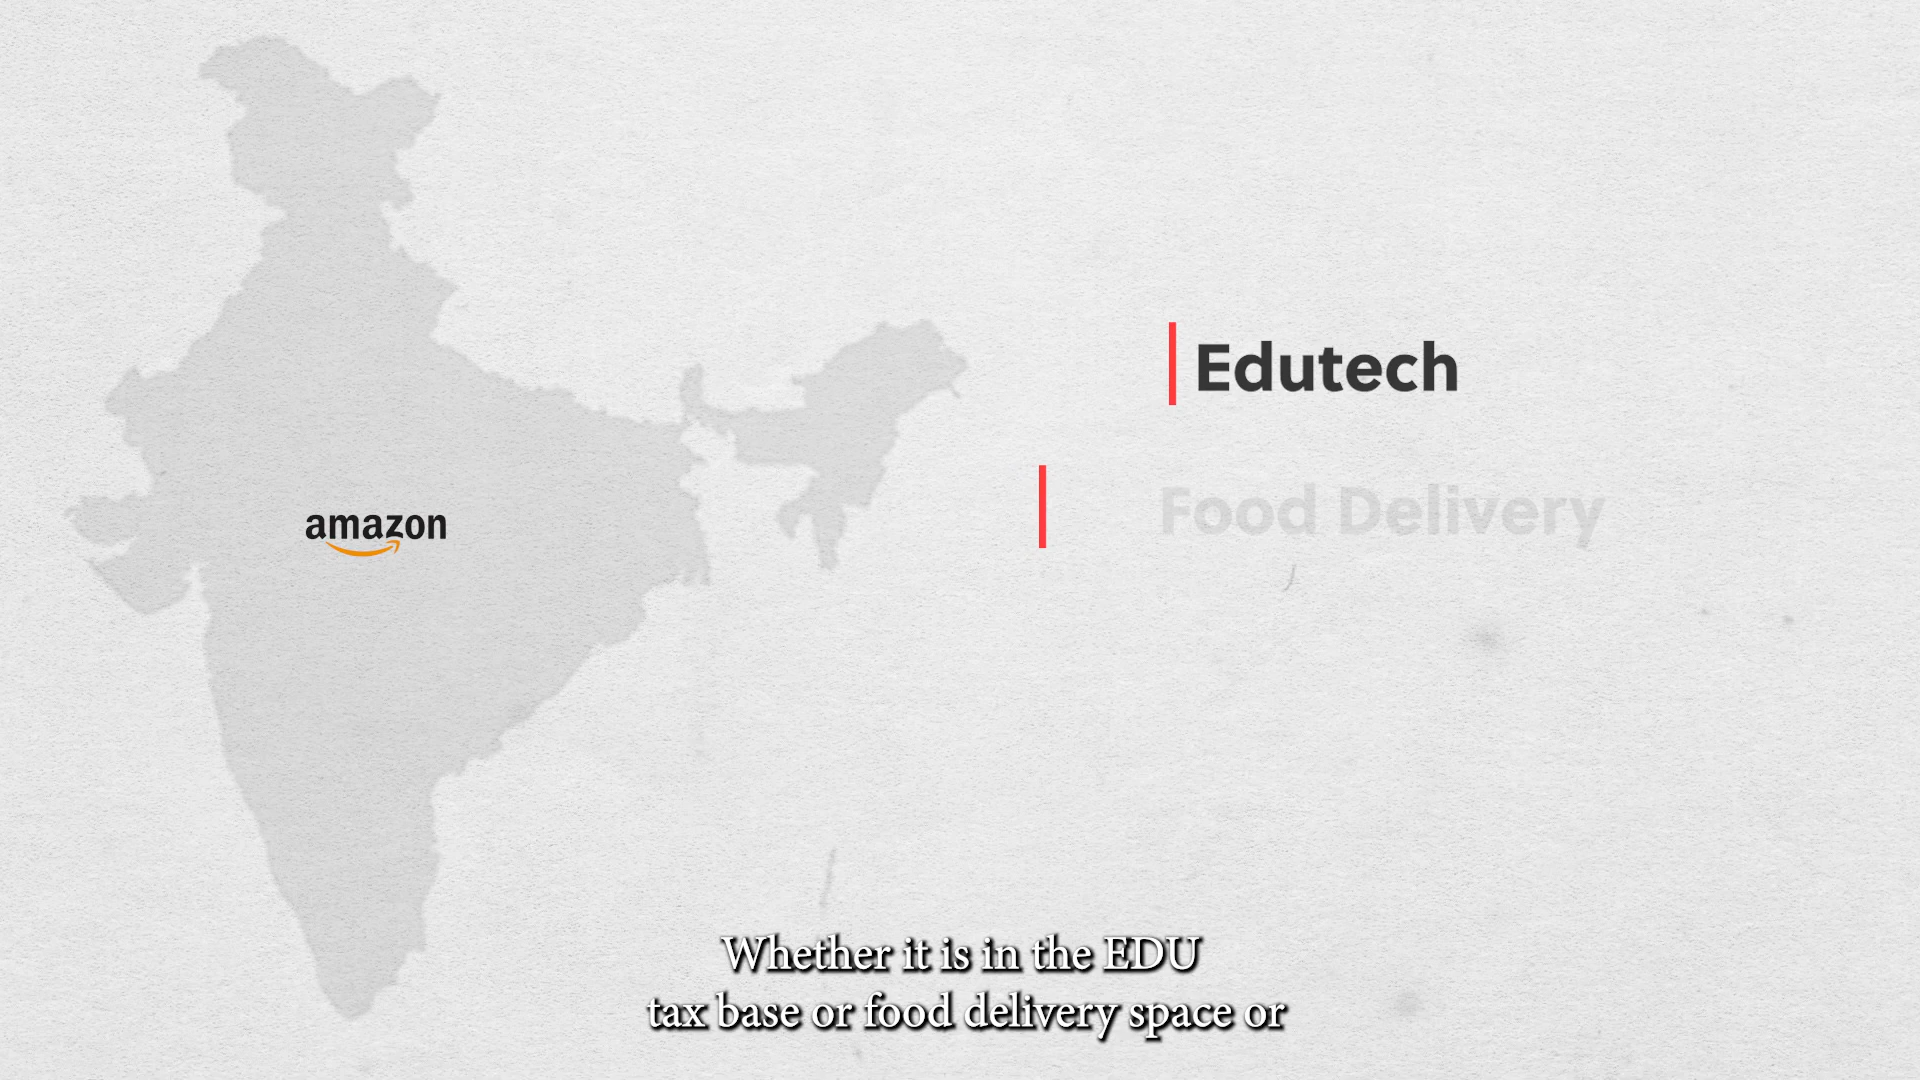 Edutech
Food Delivery
amazon
Whether it is in the EDU
tax base or food delivery space or